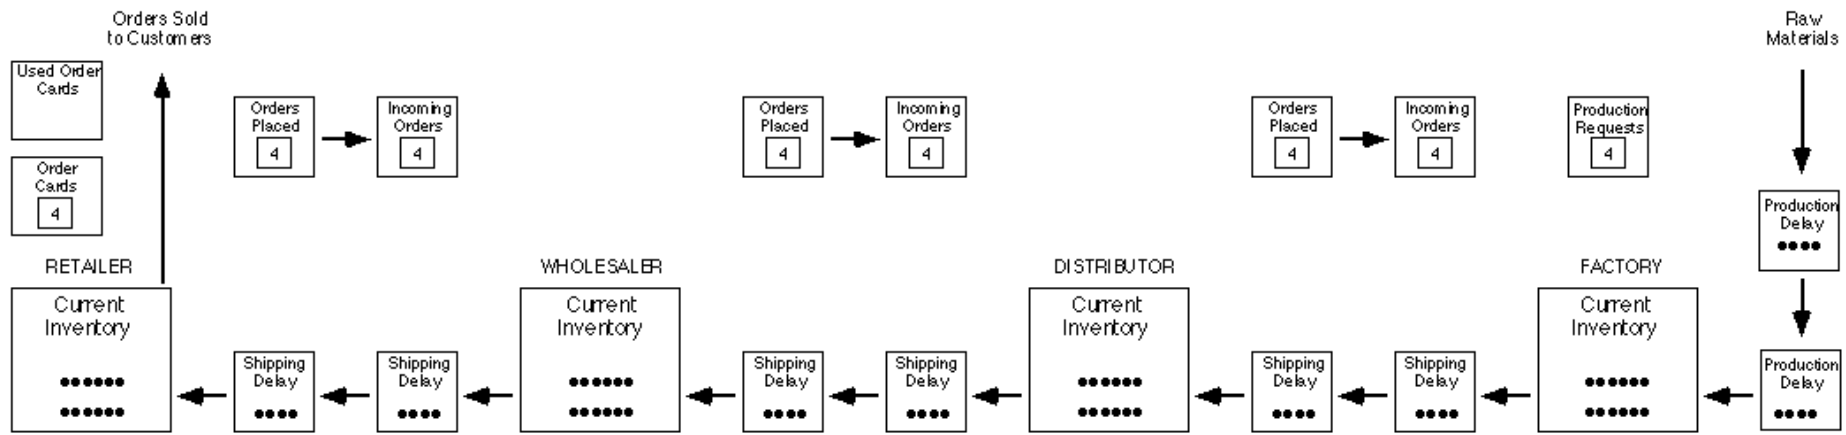 Orders Sold
to Customers
Raw
Materials
Used Order
Cards
Orders
Placed
4
Incoming
Orders
4
Orders
Placed
4
Incoming
Orders
4
Orders
Placed
4
Incoming
Orders
4
Production
Requests
4
Order
Cards
4
Production
Delay
RETAILER
WHOLESALER
DISTRIBUTOR
FACTORY
Current
Inventory
Shipping
Delay
Shipping
Delay
Current
Inventory
Shipping
Delay
Shipping
Delay
Current
Inventory
Shipping
Delay
Shipping
Delay
Current
Inventory
Production
Delay